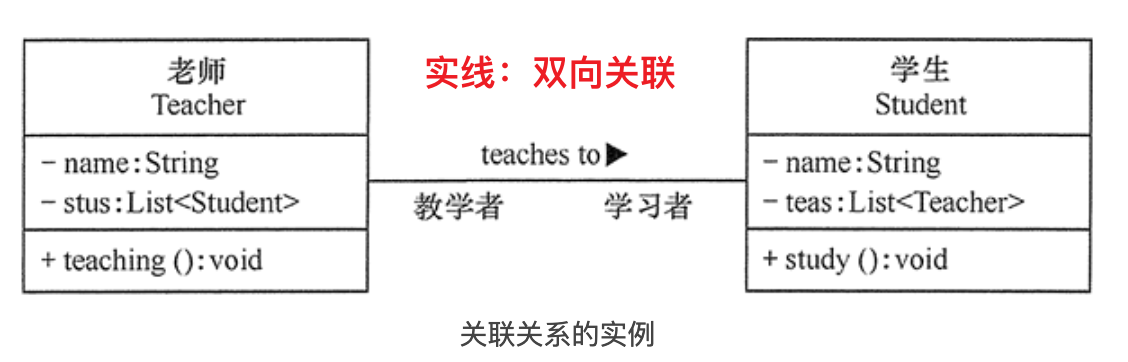 老师
Teacher
- name:String
- stus:List<Student>
+ teaching ():void
实线：双向关联
teaches to▶
教学者 学习者
学生
Student
- name:String
- teas:List<Teacher>
+ study ():void
关联关系的实例